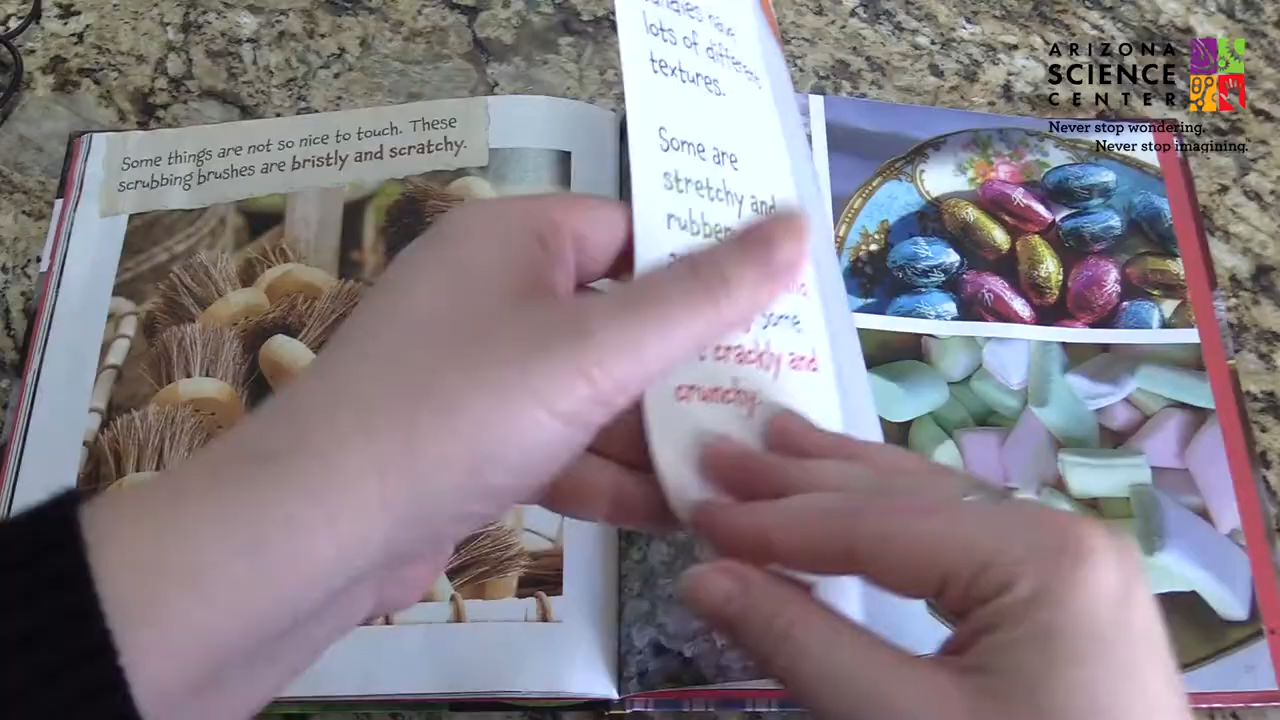 Some things are not so nice to touch. These
scrubbing brushes are bristly and scratchy.
lots of different
textures.
Some are
stretchy and
some
crackly and
crunchy.
ARIZONA
SCIENCE
CENTER
Never stop wondering.
Never stop imagining.